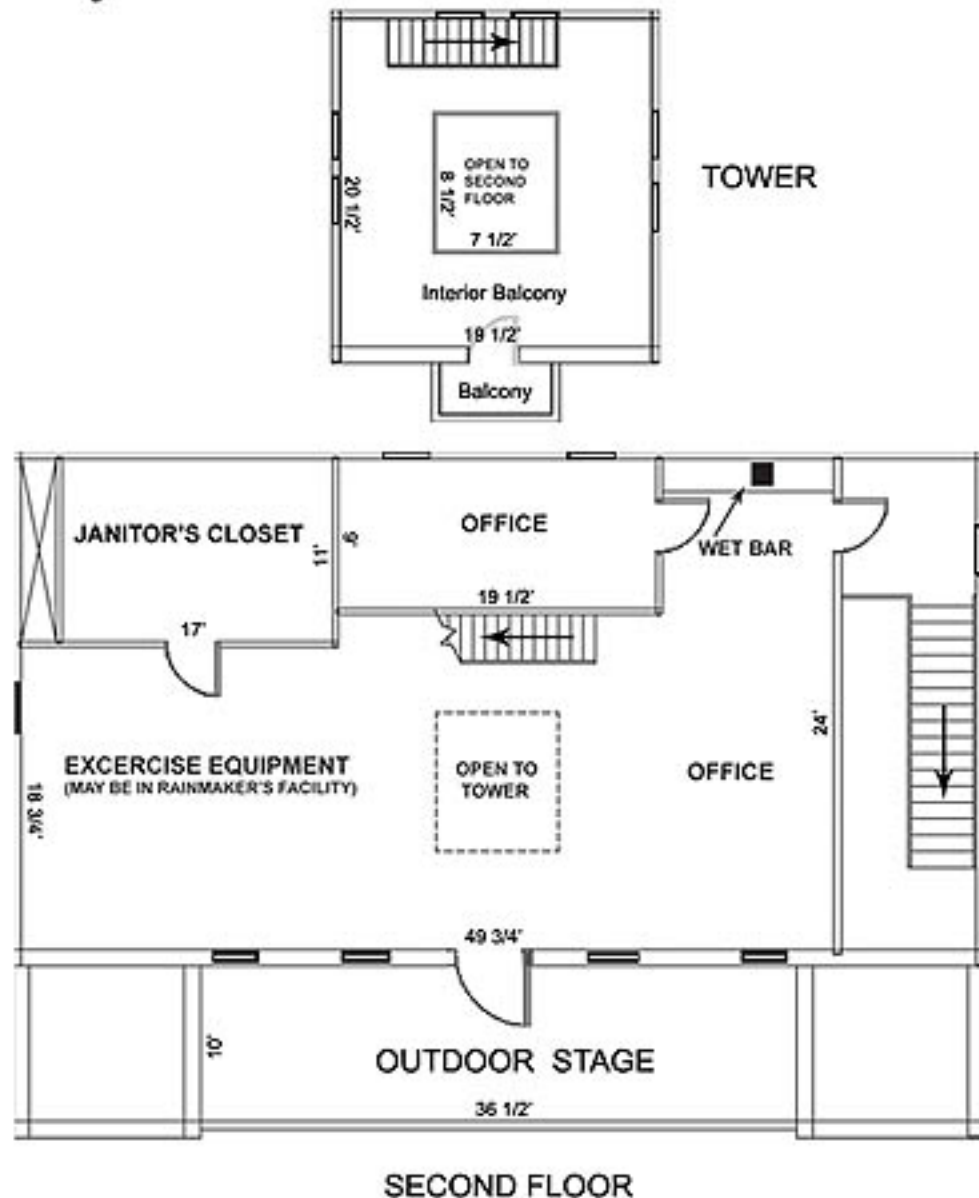 OPEN TO
SECOND
FLOOR
8 1/2'
7 1/2'
20 1/2'
TOWER
Interior Balcony
19 1/2'
Balcony
JANITOR'S CLOSET
11'
17'
OFFICE
9'
19 1/2'
WET BAR
EXCERCISE EQUIPMENT
(MAY BE IN RAINMAKER'S FACILITY)
18 3/4'
OPEN TO
TOWER
OFFICE
24'
49 3/4'
10'
OUTDOOR STAGE
36 1/2'
SECOND FLOOR